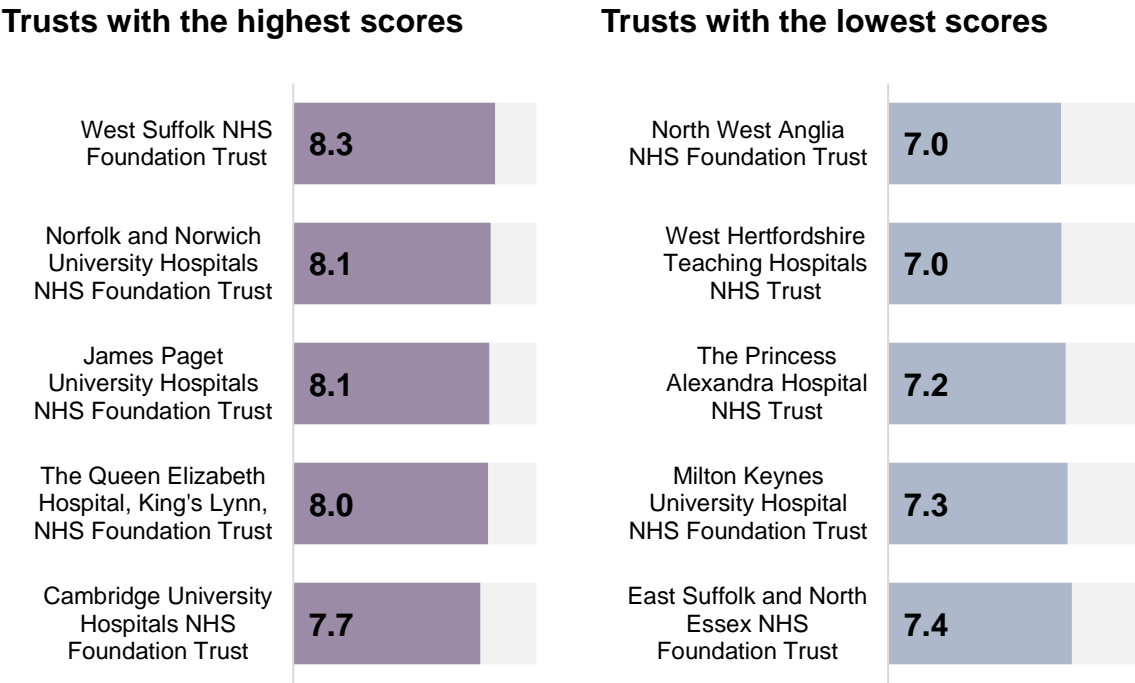 Trusts with the highest scores
West Suffolk NHS
Foundation Trust
8.3
Norfolk and Norwich
University Hospitals
NHS Foundation Trust
8.1
James Paget
University Hospitals
NHS Foundation Trust
8.1
The Queen Elizabeth
Hospital, King's Lynn,
NHS Foundation Trust
8.0
Cambridge University
Hospitals NHS
Foundation Trust
7.7
Trusts with the lowest scores
North West Anglia
NHS Foundation Trust
7.0
West Hertfordshire
Teaching Hospitals
NHS Trust
7.0
The Princess
Alexandra Hospital
NHS Trust
7.2
Milton Keynes
University Hospital
NHS Foundation Trust
7.3
East Suffolk and North
Essex NHS
Foundation Trust
7.4